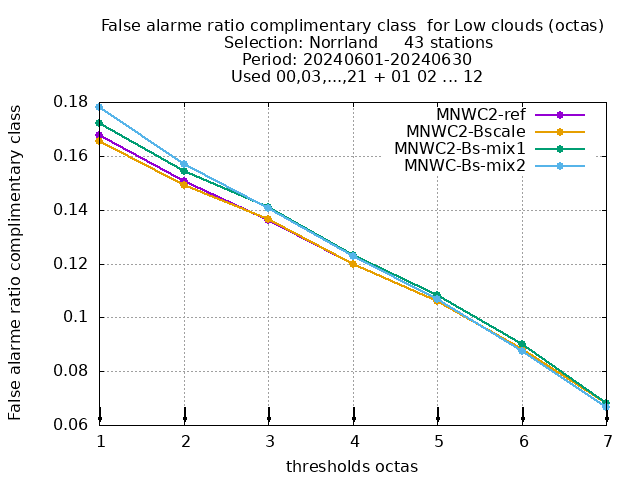 False alarme ratio complimentary class  for Low clouds (octas)
Selection: Norrland     43 stations
Period: 20240601-20240630
Used 00,03,...,21 + 01 02 ... 12
False alarme ratio complimentary class
0.18
0.16
0.14
0.12
0.1
0.08
0.06
MNWC2-ref
MNWC2-Bscale
MNWC2-Bs-mix1
MNWC-Bs-mix2
1 2 3 4 5 6 7
thresholds octas